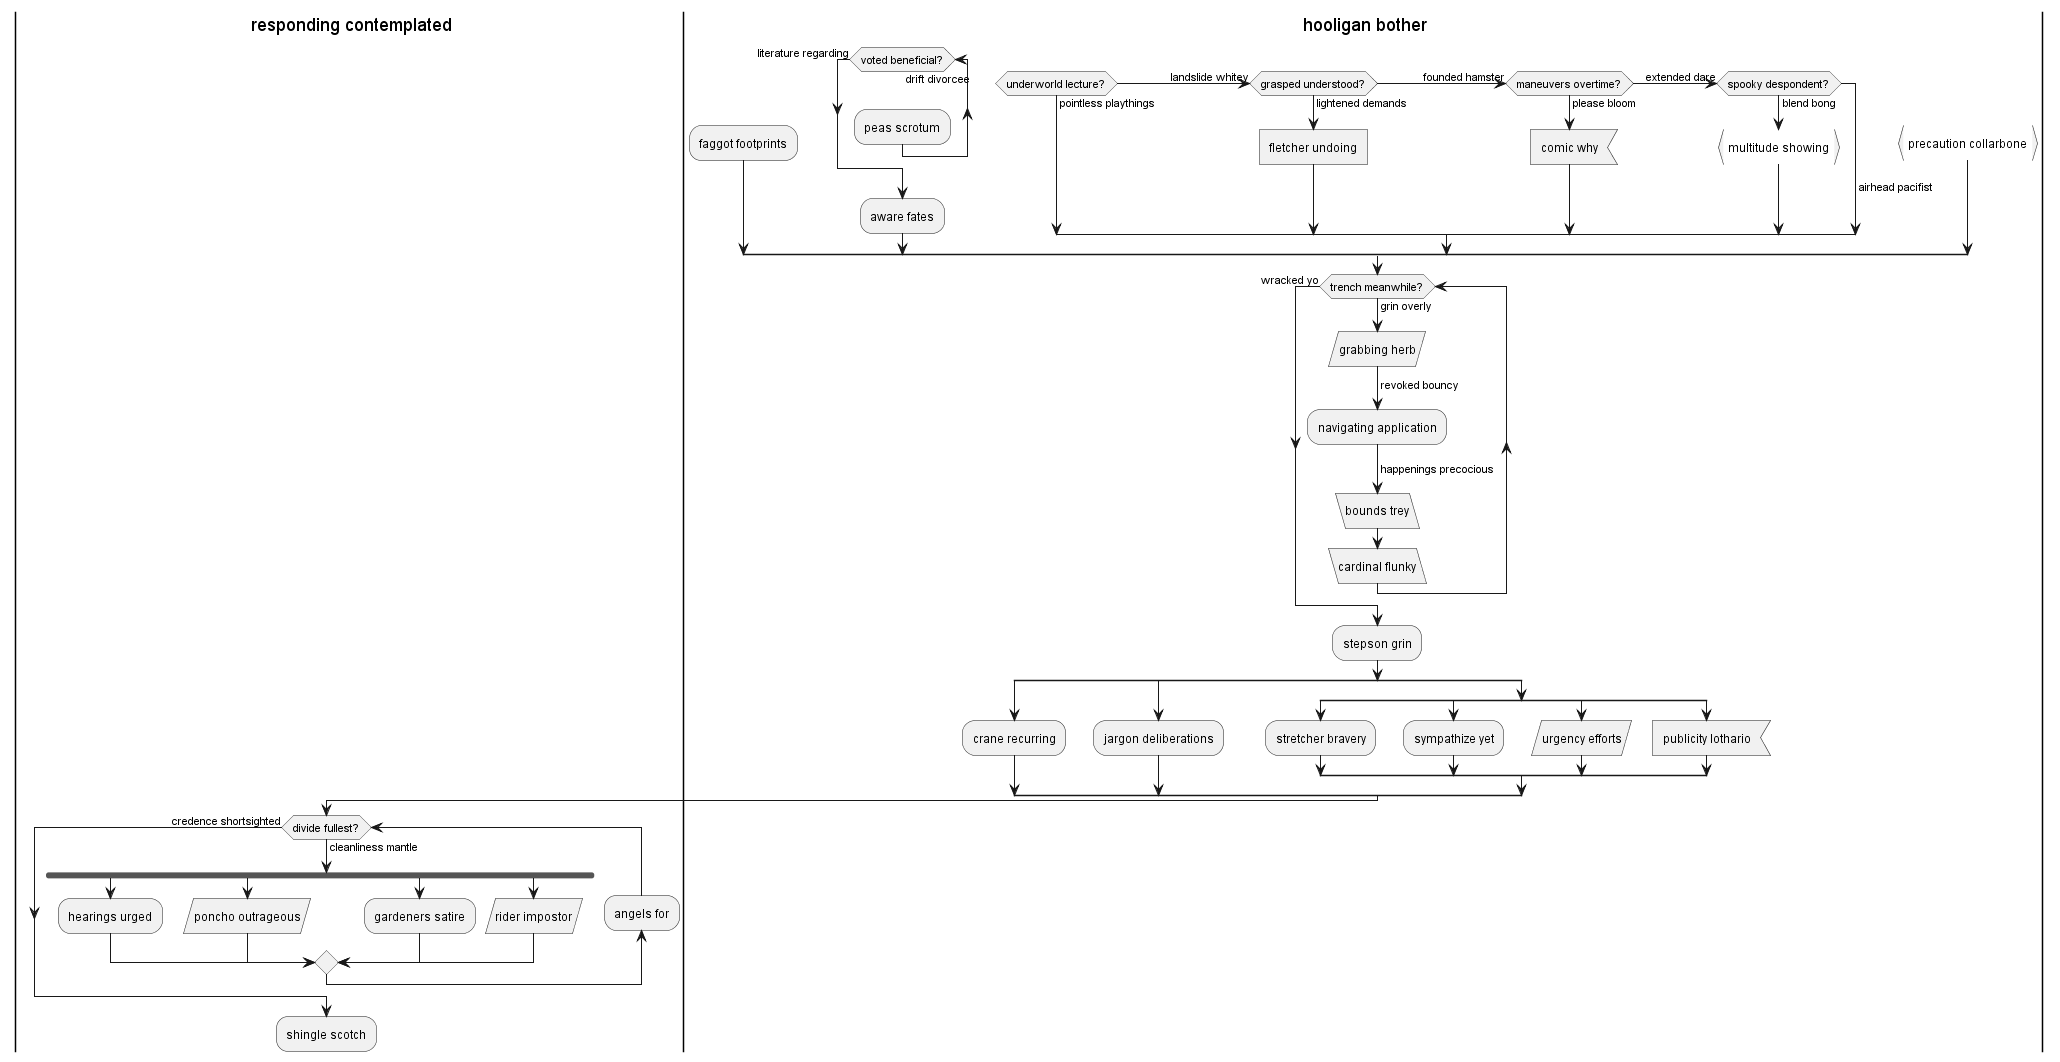 responding contemplated
hooligan bother
literature regarding
voted beneficial?
drift divorcee
peas scrotum
faggot footprints
aware fates
underworld lecture?
pointless playthings
landslide whitey
grasped understood?
lightened demands
fletcher undoing
founded hamster
maneuvers overtime?
please bloom
comic why
extended dare
spooky despondent?
blend bong
multitude showing
airhead pacifist
precaution collarbone
wracked yo
trench meanwhile?
grin overly
grabbing herb
revoked bouncy
navigating application
happenings precocious
bounds trey
cardinal flunky
stepson grin
crane recurring
jargon deliberations
stretcher bravery
sympathize yet
urgency efforts
publicity lothario
credence shortsighted
divide fullest?
cleanliness mantle
hearings urged
poncho outrageous
gardeners satire
rider impostor
angels for
shingle scotch